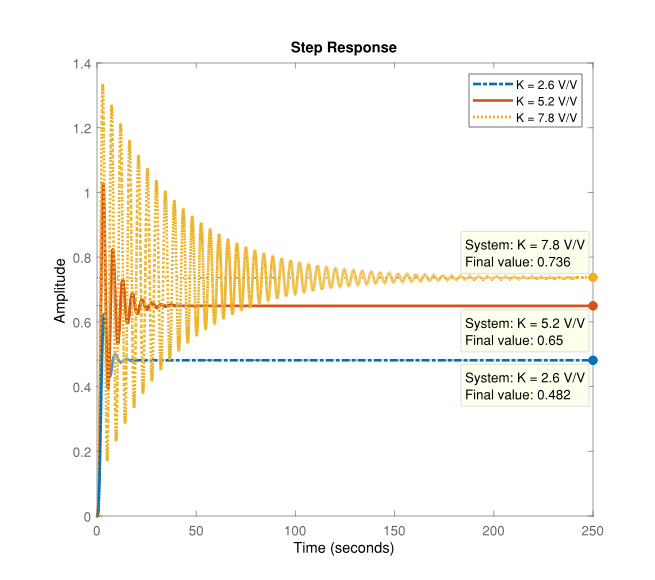 Step Response
1.4
1.2
1
0.8
0.6
0.4
0.2
0
Amplitude
K = 2.6 V/V
K = 5.2 V/V
K = 7.8 V/V
System: K = 7.8 V/V
Final value: 0.736
System: K = 5.2 V/V
Final value: 0.65
System: K = 2.6 V/V
Final value: 0.482
0 50 100 150 200 250
Time (seconds)